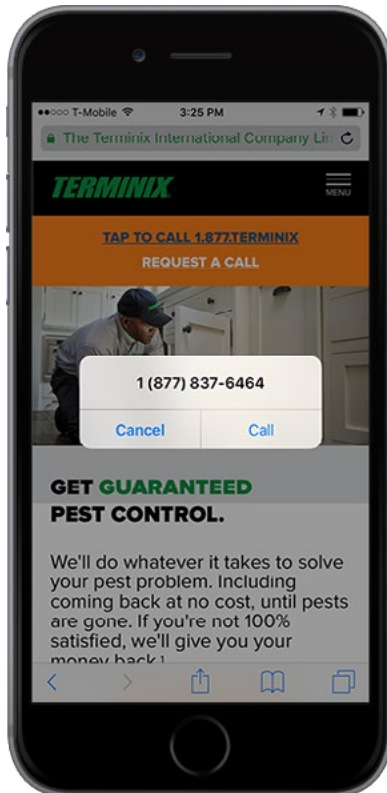 ●●○○○ T-Mobile 3:25 PM
The Terminix International Company Lin
TERMINIX
MENU
TAP TO CALL 1.877.TERMINIX
REQUEST A CALL
1 (877) 837-6464
Cancel Call
GET GUARANTEED
PEST CONTROL.
We'll do whatever it takes to solve
your pest problem. Including
coming back at no cost, until pests
are gone. If you're not 100%
satisfied, we'll give you your
money back.¹